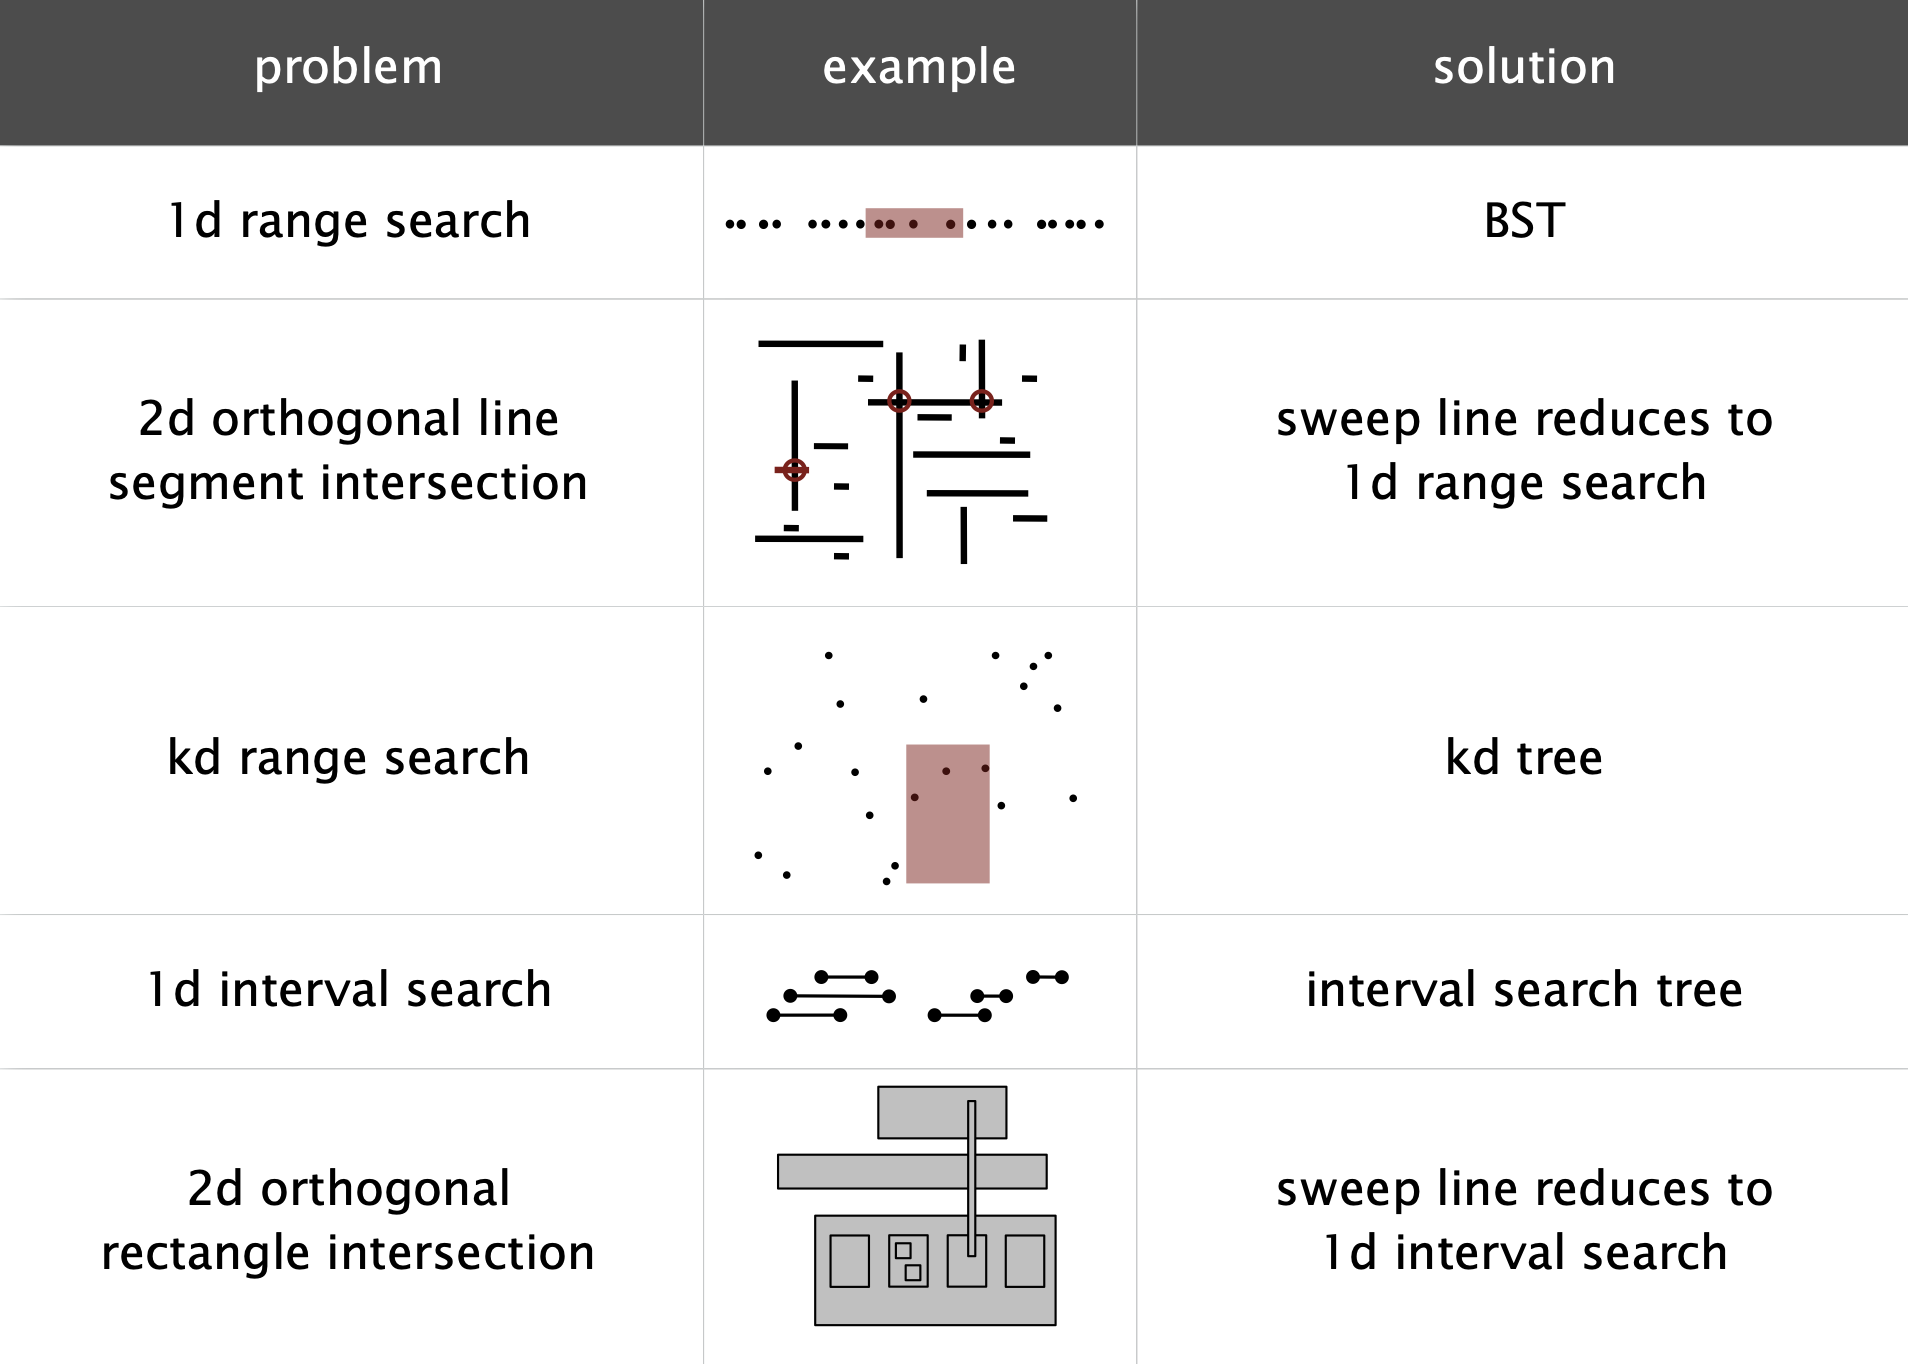 problem
example
solution
1d range search
BST
2d orthogonal line
segment intersection
sweep line reduces to
1d range search
kd range search
kd tree
1d interval search
interval search tree
2d orthogonal
rectangle intersection
sweep line reduces to
1d interval search